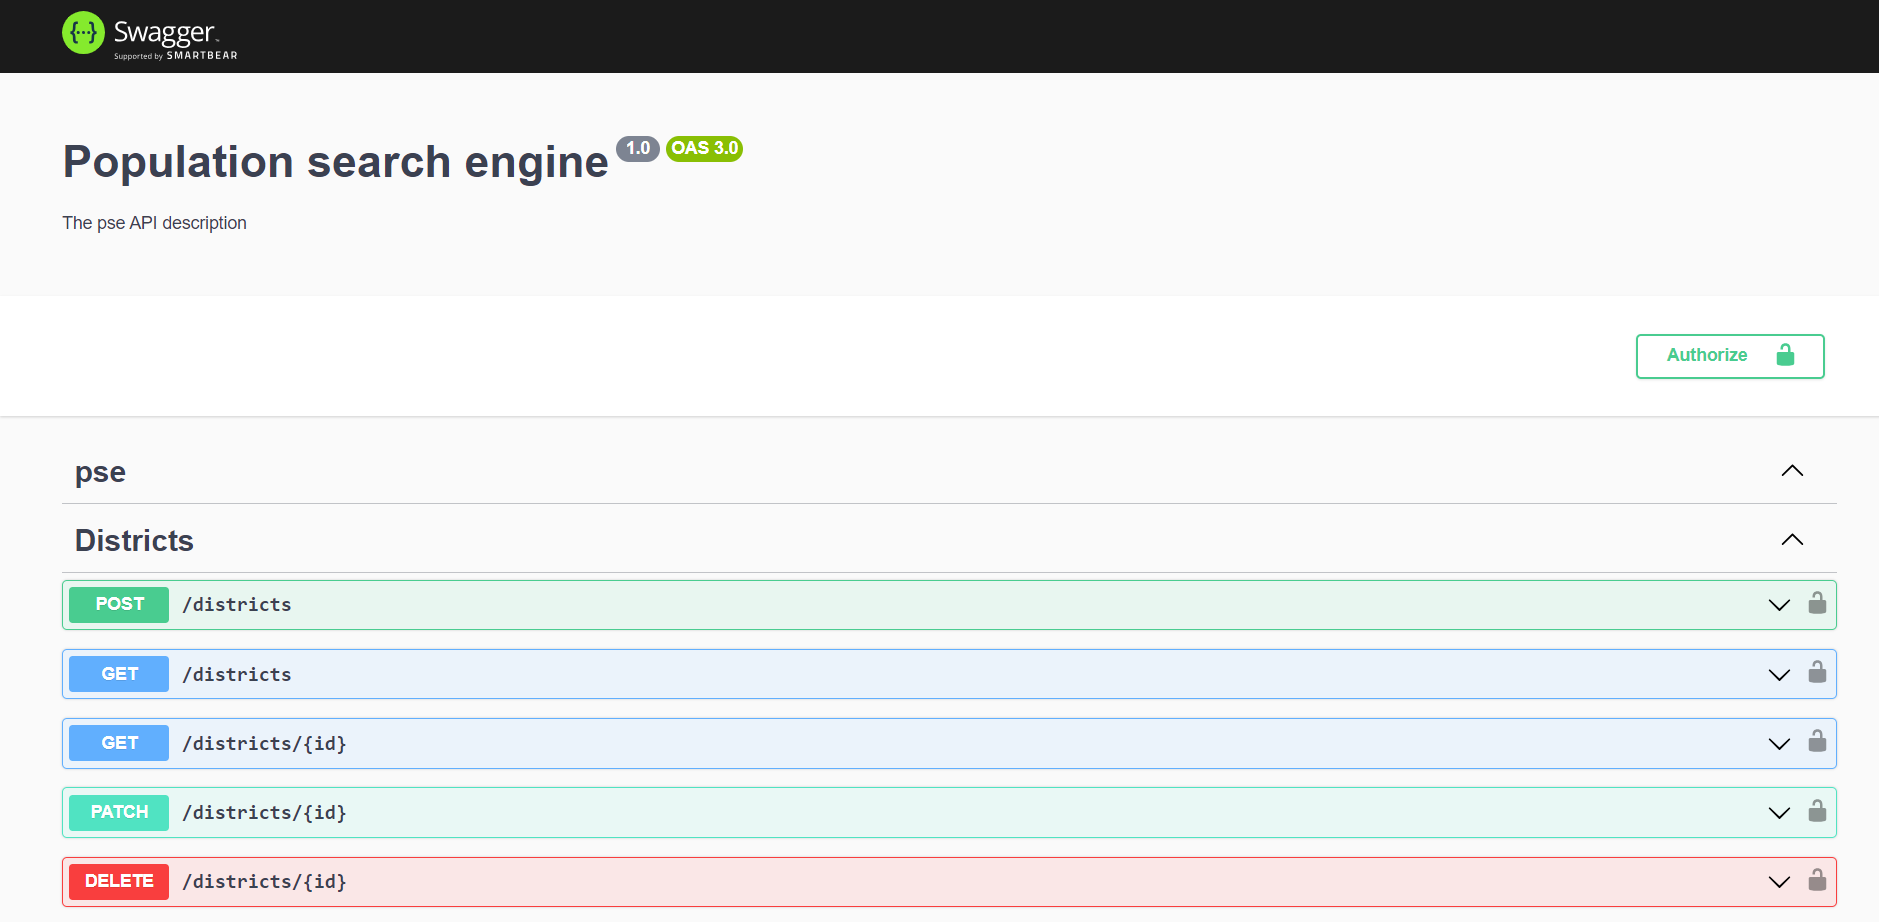 Swagger™
Supported by SMARTBEAR
Population search engine 1.0 OAS 3.0
The pse API description
Authorize
pse
Districts
POST /districts
GET /districts
GET /districts/{id}
PATCH /districts/{id}
DELETE /districts/{id}